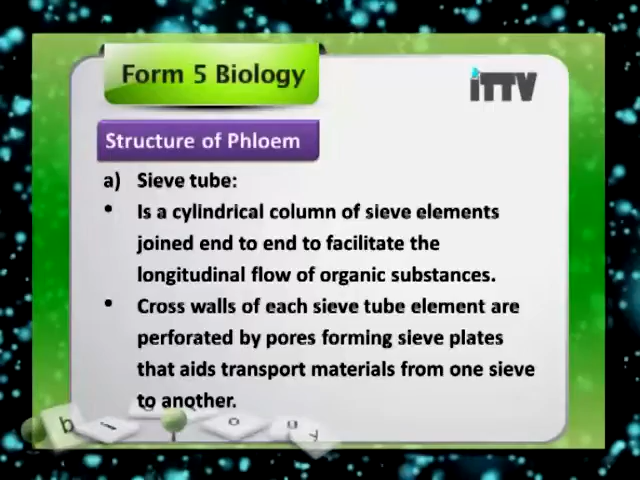 Form 5 Biology
iTTV
Structure of Phloem
a) Sieve tube:
• Is a cylindrical column of sieve elements
joined end to end to facilitate the
longitudinal flow of organic substances.
• Cross walls of each sieve tube element are
perforated by pores forming sieve plates
that aids transport materials from one sieve
to another.